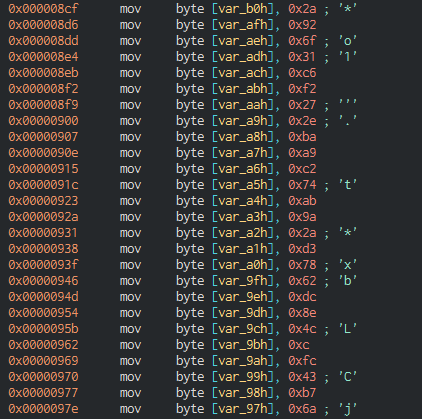 0x000008cf mov byte [var_b0h], 0x2a ; '*'
0x000008d6 mov byte [var_afh], 0x92
0x000008dd mov byte [var_aeh], 0x6f ; 'o'
0x000008e4 mov byte [var_adh], 0x31 ; '1'
0x000008eb mov byte [var_ach], 0xc6
0x000008f2 mov byte [var_abh], 0xf2
0x000008f9 mov byte [var_aah], 0x27 ; '''
0x00000900 mov byte [var_a9h], 0x2e ; '.'
0x00000907 mov byte [var_a8h], 0xba
0x0000090e mov byte [var_a7h], 0xa9
0x00000915 mov byte [var_a6h], 0xc2
0x0000091c mov byte [var_a5h], 0x74 ; 't'
0x00000923 mov byte [var_a4h], 0xab
0x0000092a mov byte [var_a3h], 0x9a
0x00000931 mov byte [var_a2h], 0x2a ; '*'
0x00000938 mov byte [var_a1h], 0xd3
0x0000093f mov byte [var_a0h], 0x78 ; 'x'
0x00000946 mov byte [var_9fh], 0x62 ; 'b'
0x0000094d mov byte [var_9eh], 0xdc
0x00000954 mov byte [var_9dh], 0x8e
0x0000095b mov byte [var_9ch], 0x4c ; 'L'
0x00000962 mov byte [var_9bh], 0xc
0x00000969 mov byte [var_9ah], 0xfc
0x00000970 mov byte [var_99h], 0x43 ; 'C'
0x00000977 mov byte [var_98h], 0xb7
0x0000097e mov byte [var_97h], 0x6a ; 'j'